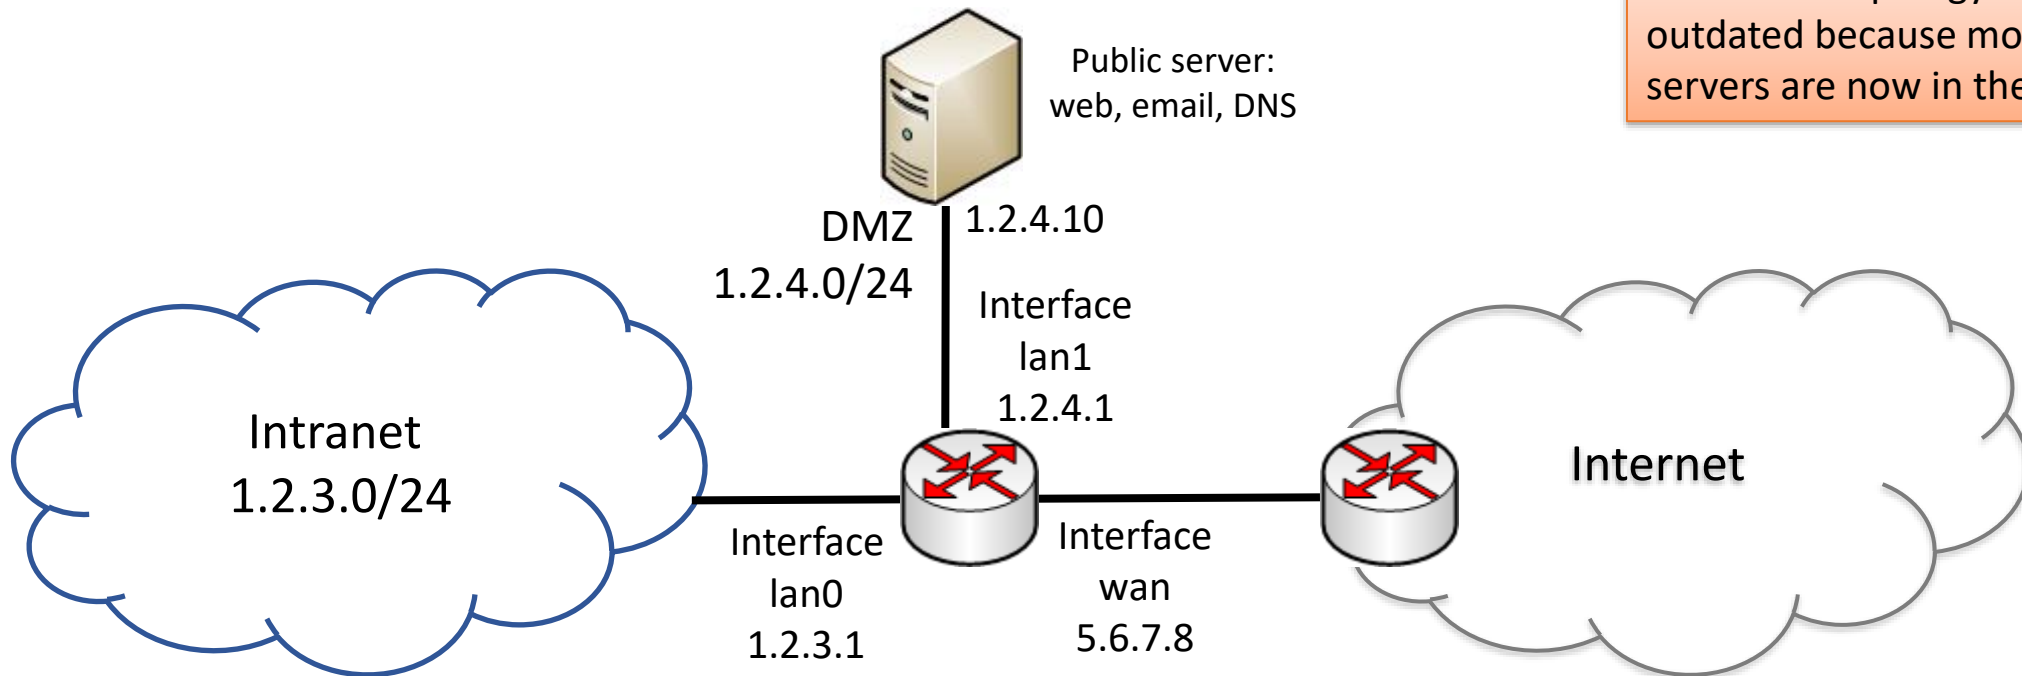 outdated because mo
servers are now in the
Public server:
web, email, DNS
DMZ
1.2.4.0/24
1.2.4.10
Interface
lan1
1.2.4.1
Intranet
1.2.3.0/24
Internet
Interface
lan0
1.2.3.1
Interface
wan
5.6.7.8